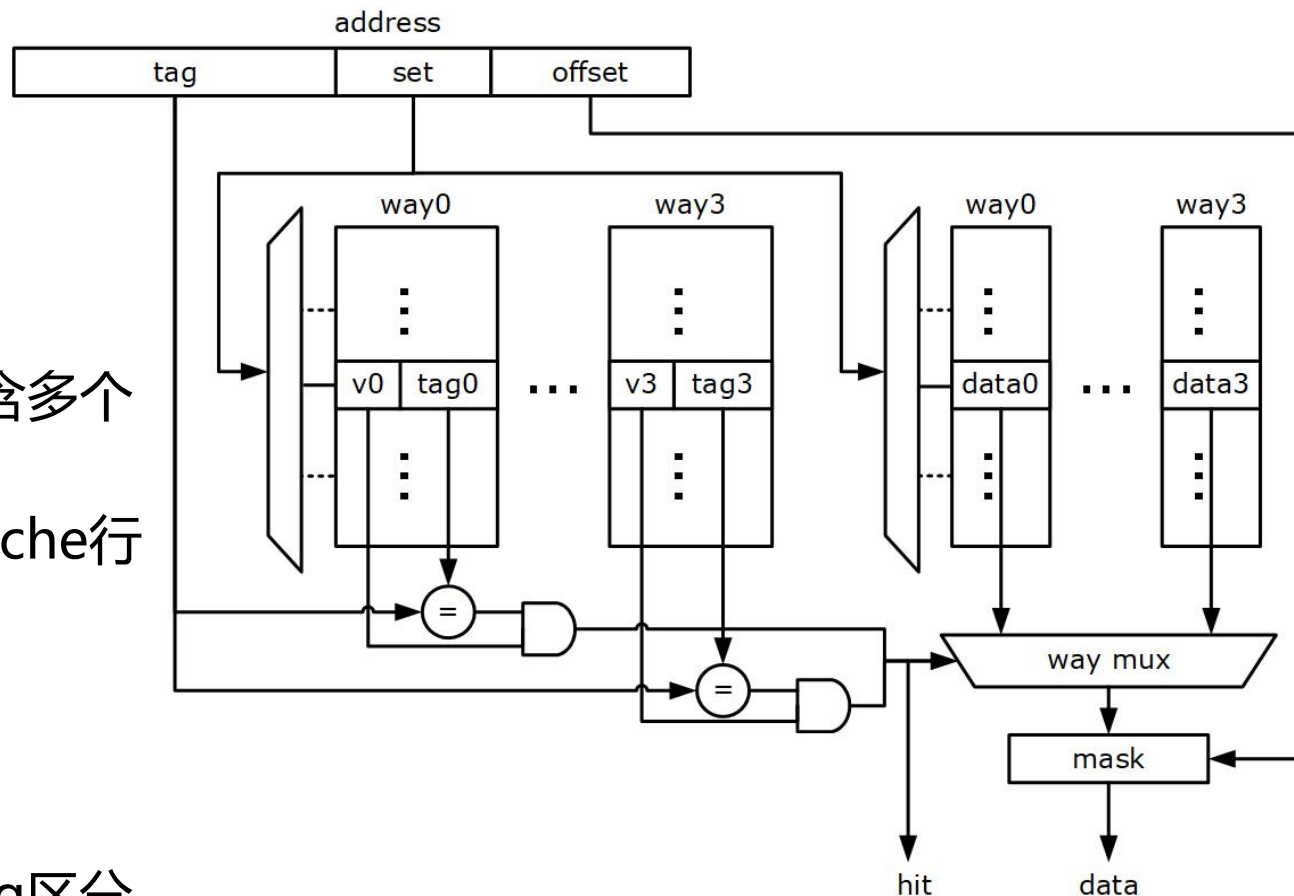 address
tag set offset
way0 way3 way0 way3
含多个
v0 tag0 ... v3 tag3 data0 ... data3
che行
= 
=
way mux
mask
hit data
g区分